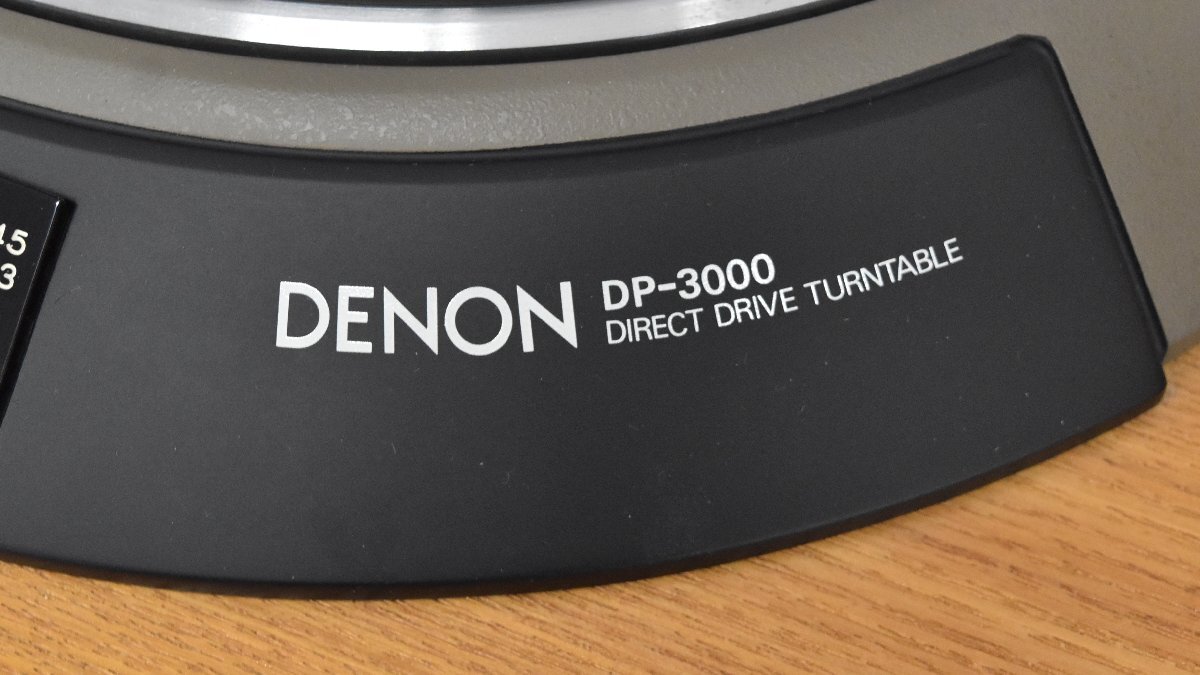 45
3
DENON DP-3000
DIRECT DRIVE TURNTABLE